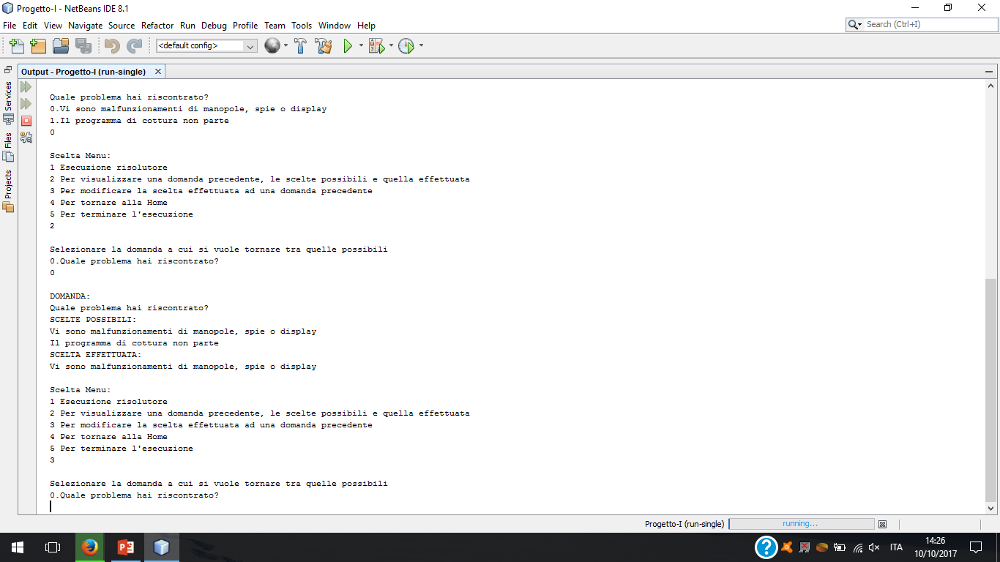 Progetto-I - NetBeans IDE 8.1
File Edit View Navigate Source Refactor Run Debug Profile Team Tools Window Help
Search (Ctrl+I)
<default config>
Output - Progetto-I (run-single)
Services
Files
Projects
Quale problema hai riscontrato?
0.Vi sono malfunzionamenti di manopole, spie o display
1.Il programma di cottura non parte
0
Scelta Menu:
1 Esecuzione risolutore
2 Per visualizzare una domanda precedente, le scelte possibili e quella effettuata
3 Per modificare la scelta effettuata ad una domanda precedente
4 Per tornare alla Home
5 Per terminare l'esecuzione
2
Selezionare la domanda a cui si vuole tornare tra quelle possibili
0.Quale problema hai riscontrato?
0
DOMANDA:
Quale problema hai riscontrato?
SCELTE POSSIBILI:
Vi sono malfunzionamenti di manopole, spie o display
Il programma di cottura non parte
SCELTA EFFETTUATA:
Vi sono malfunzionamenti di manopole, spie o display
Scelta Menu:
1 Esecuzione risolutore
2 Per visualizzare una domanda precedente, le scelte possibili e quella effettuata
3 Per modificare la scelta effettuata ad una domanda precedente
4 Per tornare alla Home
5 Per terminare l'esecuzione
3
Selezionare la domanda a cui si vuole tornare tra quelle possibili
0.Quale problema hai riscontrato?
Progetto-I (run-single)
running...
ITA
14:26
10/10/2017